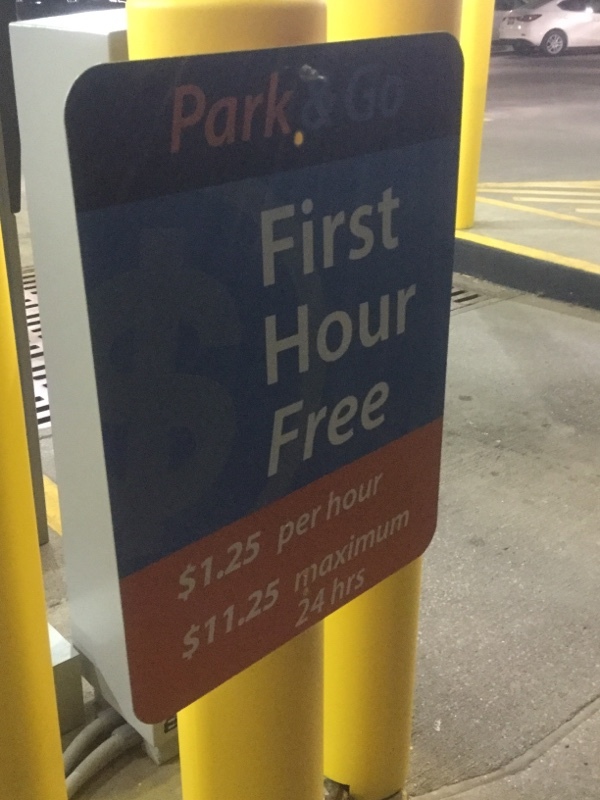 Park & Go
First
Hour
Free
$1.25 per hour
$11.25 maximum
24 hrs